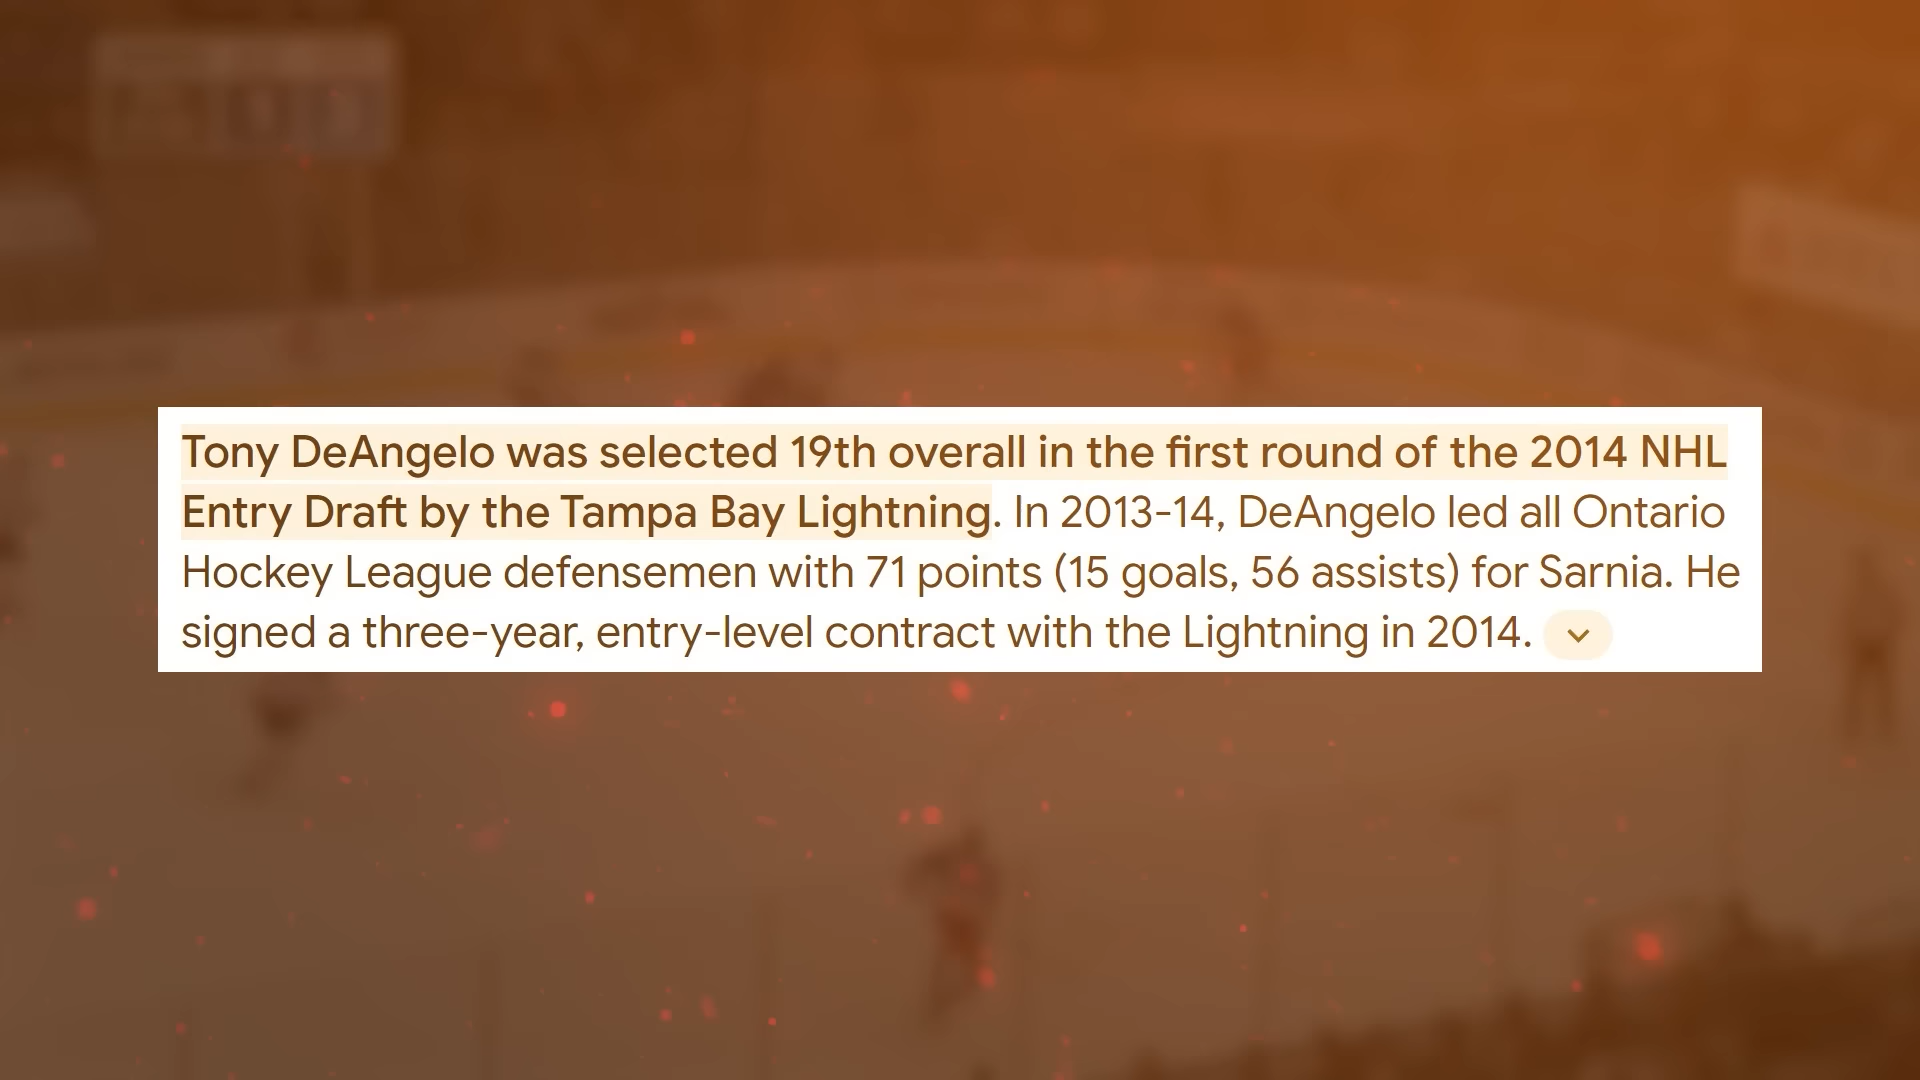 Tony DeAngelo was selected 19th overall in the first round of the 2014 NHL
Entry Draft by the Tampa Bay Lightning. In 2013-14, DeAngelo led all Ontario
Hockey League defensemen with 71 points (15 goals, 56 assists) for Sarnia. He
signed a three-year, entry-level contract with the Lightning in 2014.